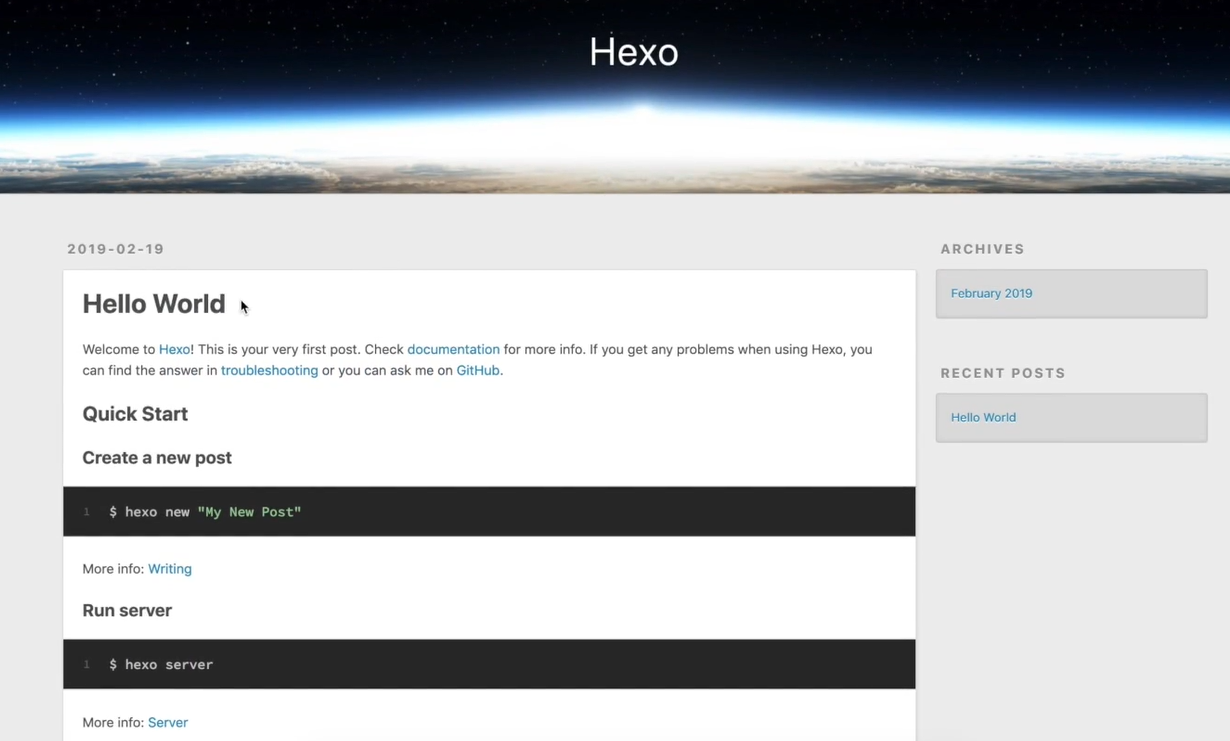 Hexo
2019-02-19
Hello World
Welcome to Hexo! This is your very first post. Check documentation for more info. If you get any problems when using Hexo, you
can find the answer in troubleshooting or you can ask me on GitHub.
Quick Start
Create a new post
1 $ hexo new "My New Post"
More info: Writing
Run server
1 $ hexo server
More info: Server
ARCHIVES
February 2019
RECENT POSTS
Hello World